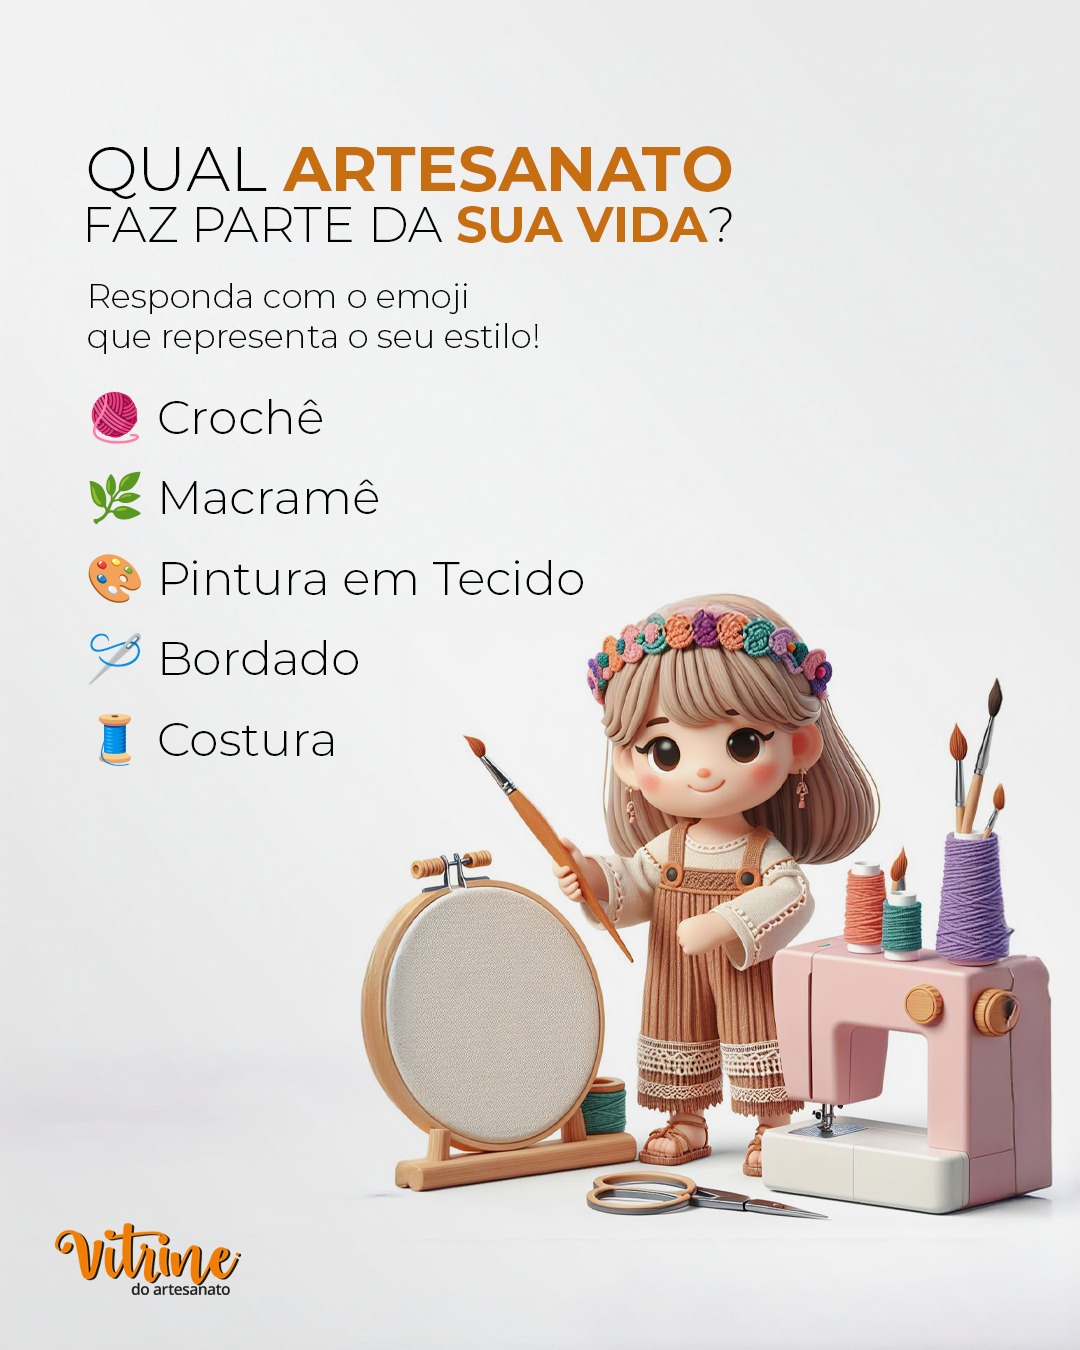 QUAL ARTESANATO
FAZ PARTE DA SUA VIDA?
Responda com o emoji
que representa o seu estilo!
🧶 Crochê
🌿 Macramê
🎨 Pintura em Tecido
🪡 Bordado
🧵 Costura
Vitrine
do artesanato